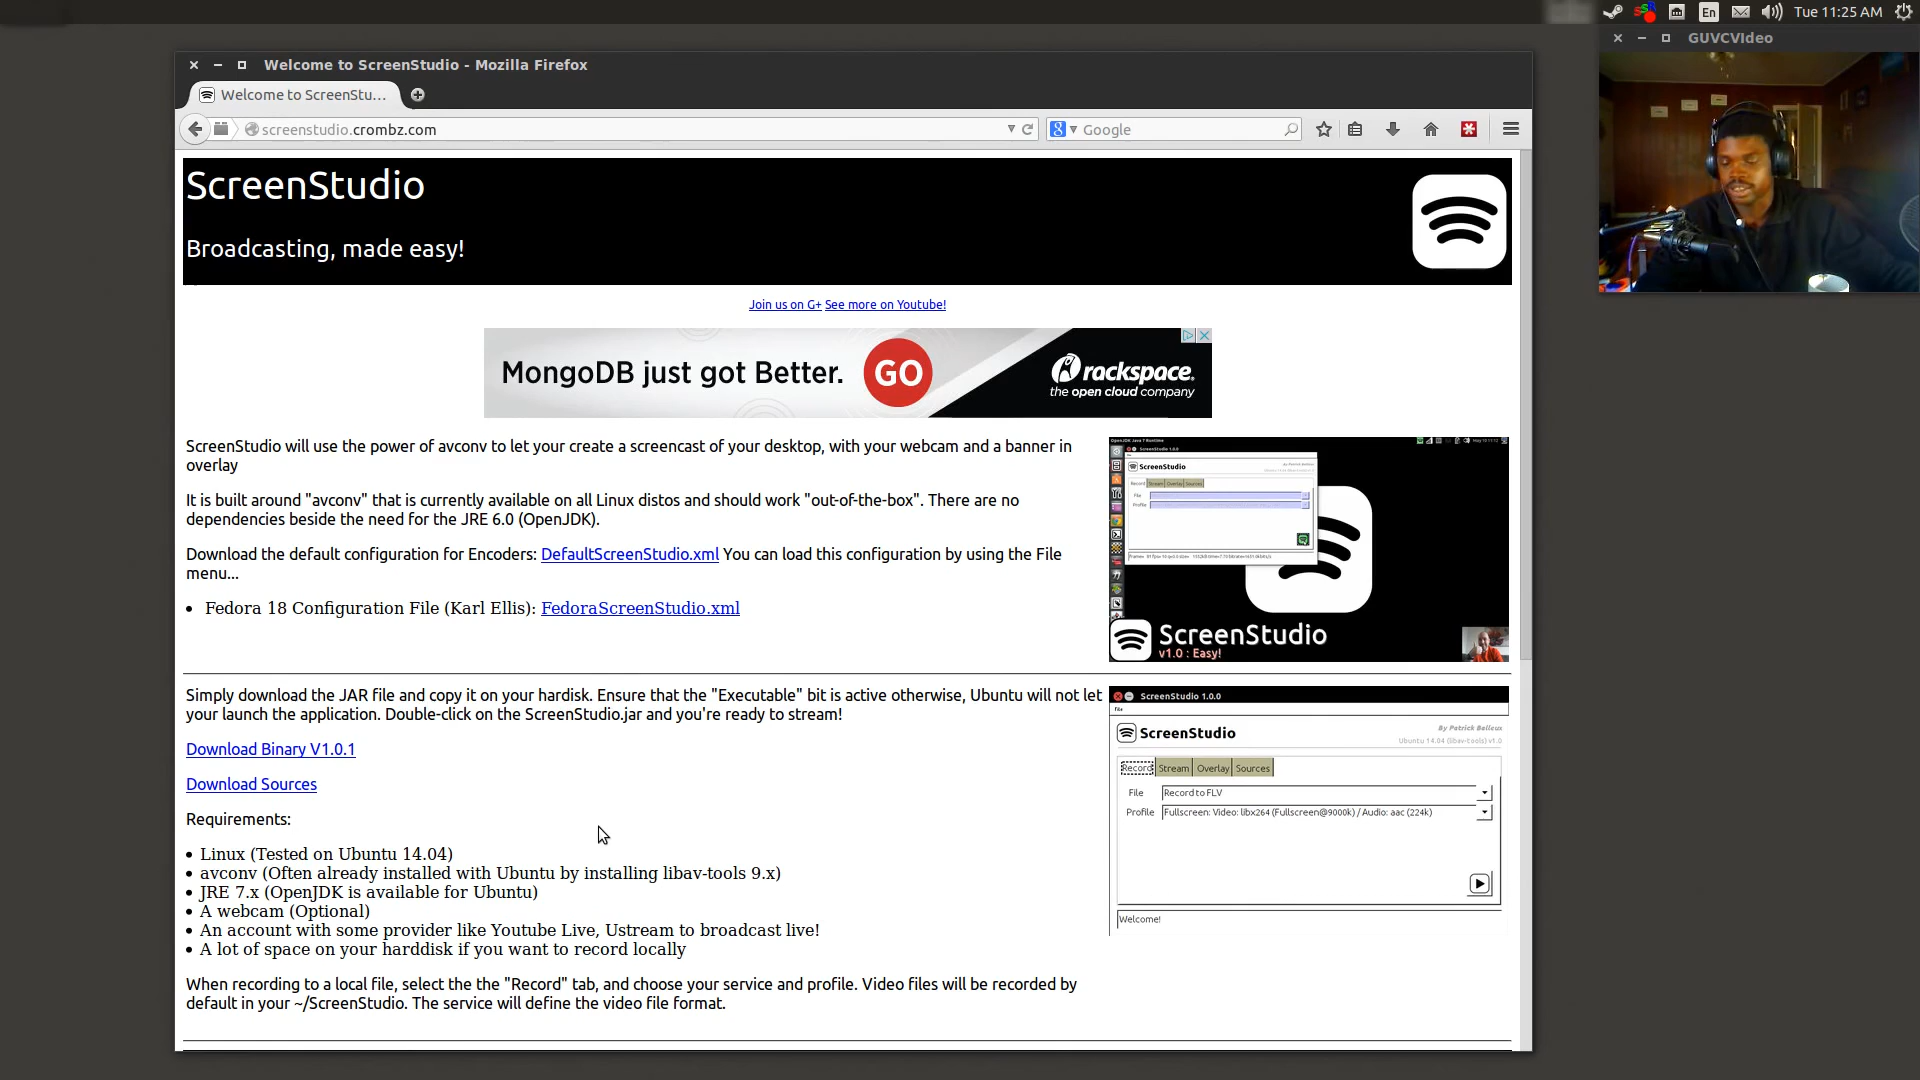 En
Tue 11:25 AM
GUVCVIdeo
Welcome to ScreenStudio - Mozilla Firefox
Welcome to ScreenStu...
screenstudio.crombz.com
Google
ScreenStudio
Broadcasting, made easy!
Join us on G+ See more on Youtube!
MongoDB just got Better. GO
rackspace.
the open cloud company
ScreenStudio will use the power of avconv to let your create a screencast of your desktop, with your webcam and a banner in
overlay
It is built around "avconv" that is currently available on all Linux distos and should work "out-of-the-box". There are no
dependencies beside the need for the JRE 6.0 (OpenJDK).
Download the default configuration for Encoders: DefaultScreenStudio.xml You can load this configuration by using the File
menu...
• Fedora 18 Configuration File (Karl Ellis): FedoraScreenStudio.xml
ScreenStudio
ScreenStudio
v1.0 : Easy!
Simply download the JAR file and copy it on your hardisk. Ensure that the "Executable" bit is active otherwise, Ubuntu will not let
your launch the application. Double-click on the ScreenStudio.jar and you're ready to stream!
Download Binary V1.0.1
Download Sources
Requirements:
• Linux (Tested on Ubuntu 14.04)
• avconv (Often already installed with Ubuntu by installing libav-tools 9.x)
• JRE 7.x (OpenJDK is available for Ubuntu)
• A webcam (Optional)
• An account with some provider like Youtube Live, Ustream to broadcast live!
• A lot of space on your harddisk if you want to record locally
When recording to a local file, select the the "Record" tab, and choose your service and profile. Video files will be recorded by
default in your ~/ScreenStudio. The service will define the video file format.
ScreenStudio 1.0.0
File
ScreenStudio
By Patrick Balleux
Ubuntu 14.04 (libav-tools) v1.0
Record Stream Overlay Sources
File Record to FLV
Profile Fullscreen: Video: libx264 (Fullscreen@9000k) / Audio: aac (224k)
Welcome!